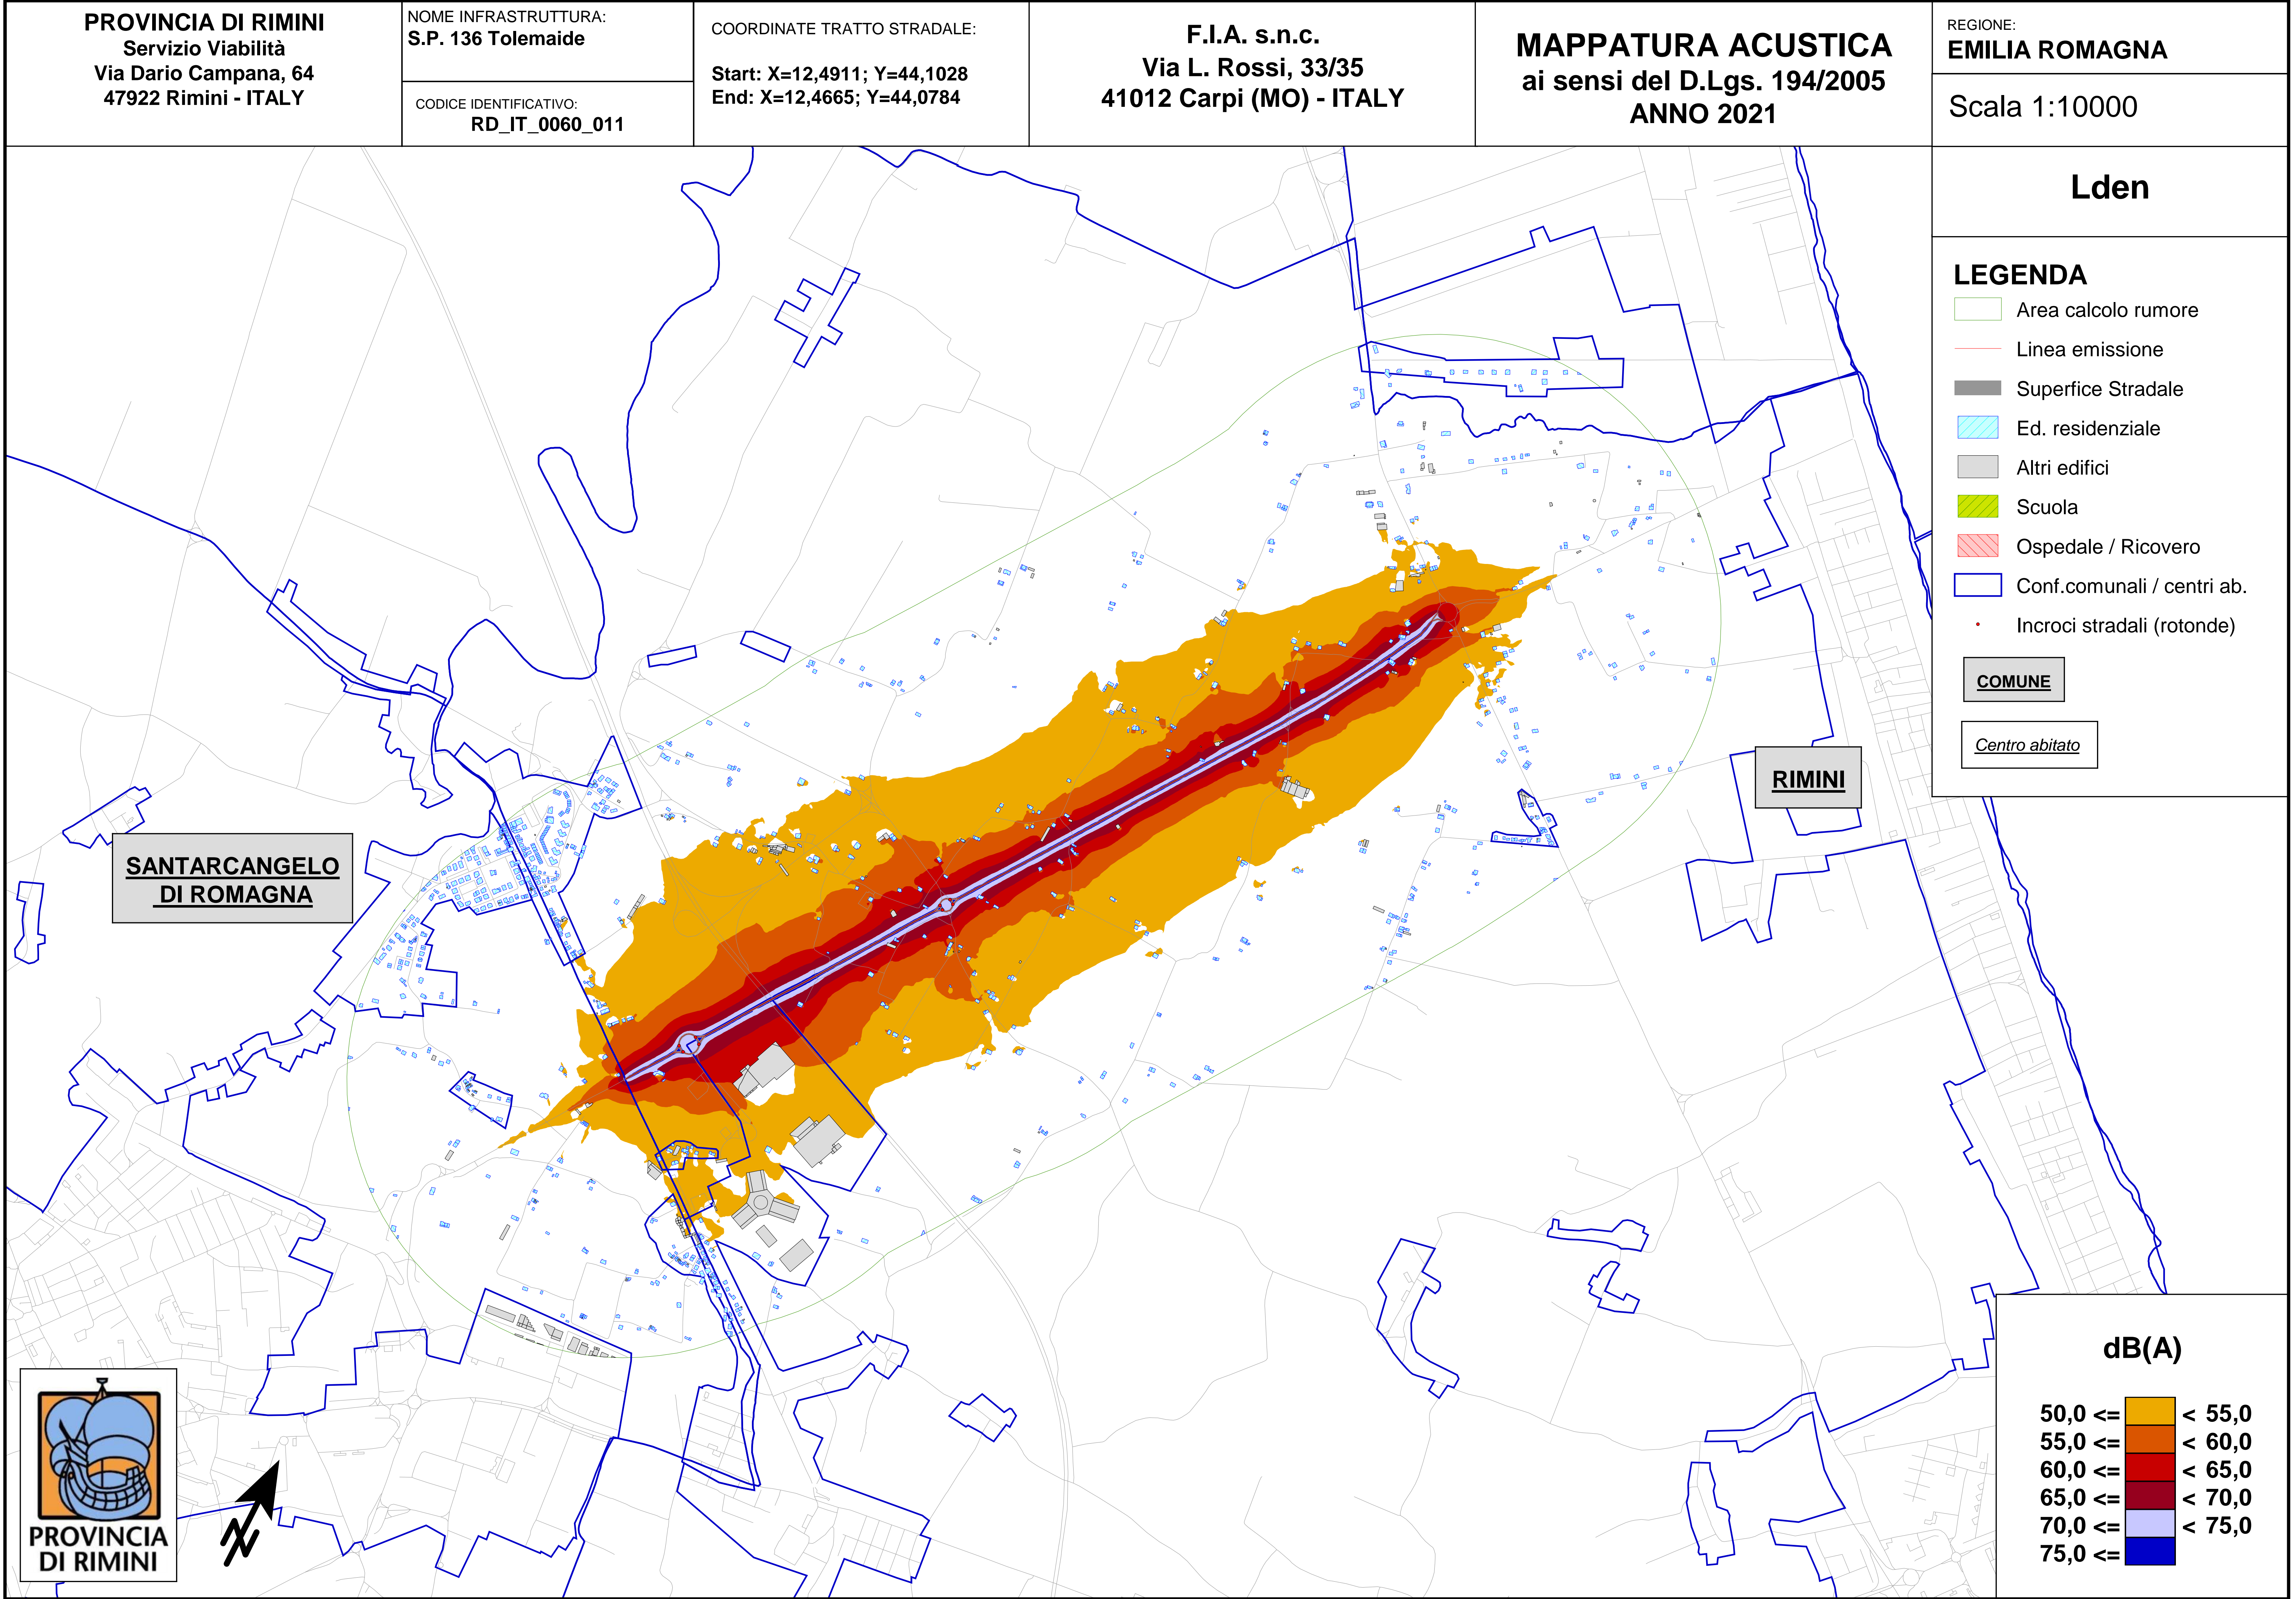 PROVINCIA DI RIMINI
Servizio Viabilità
Via Dario Campana, 64
47922 Rimini - ITALY
NOME INFRASTRUTTURA:
S.P. 136 Tolemaide
CODICE IDENTIFICATIVO:
RD_IT_0060_011
COORDINATE TRATTO STRADALE:
Start: X=12,4911; Y=44,1028
End: X=12,4665; Y=44,0784
F.I.A. s.n.c.
Via L. Rossi, 33/35
41012 Carpi (MO) - ITALY
MAPPATURA ACUSTICA
ai sensi del D.Lgs. 194/2005
ANNO 2021
REGIONE:
EMILIA ROMAGNA
Scala 1:10000
Lden
LEGENDA
Area calcolo rumore
Linea emissione
Superfice Stradale
Ed. residenziale
Altri edifici
Scuola
Ospedale / Ricovero
Conf.comunali / centri ab.
Incroci stradali (rotonde)
COMUNE
Centro abitato
RIMINI
SANTARCANGELO
DI ROMAGNA
dB(A)
50,0 <= < 55,0
55,0 <= < 60,0
60,0 <= < 65,0
65,0 <= < 70,0
70,0 <= < 75,0
75,0 <=
PROVINCIA
DI RIMINI
N